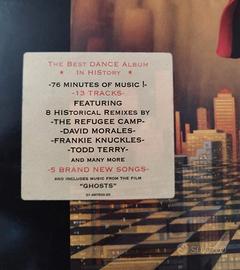 THE BEST DANCE ALBUM
★ IN HISTORY ★
-76 MINUTES OF MUSIC !-
-13 TRACKS-
FEATURING
8 HISTORICAL REMIXES BY
-THE REFUGEE CAMP-
-DAVID MORALES-
-FRANKIE KNUCKLES-
-TODD TERRY-
AND MANY MORE
-5 BRAND NEW SONGS-
AND INCLUDES MUSIC FROM THE FILM
"GHOSTS"